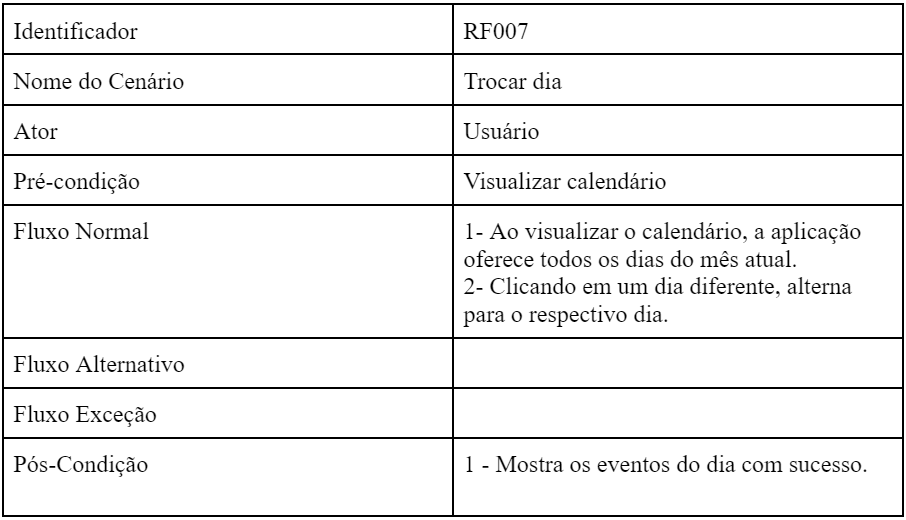 Identificador
RF007
Nome do Cenário
Trocar dia
Ator
Usuário
Pré-condição
Visualizar calendário
Fluxo Normal
1- Ao visualizar o calendário, a aplicação
oferece todos os dias do mês atual.
2- Clicando em um dia diferente, alterna
para o respectivo dia.
Fluxo Alternativo
Fluxo Exceção
Pós-Condição
1 - Mostra os eventos do dia com sucesso.